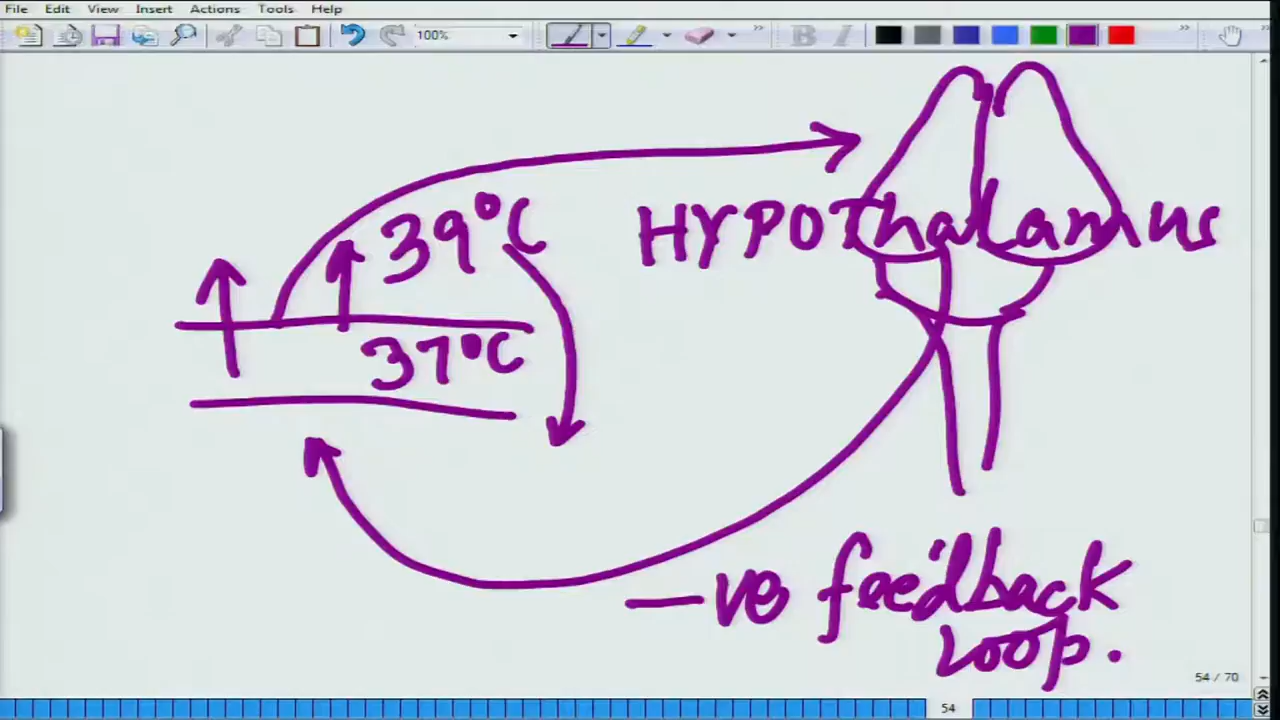 File Edit View Insert Actions Tools Help
100%
39°C
HYPOthalamus
37°C
-ve feedback
Loop.
54 / 70
54